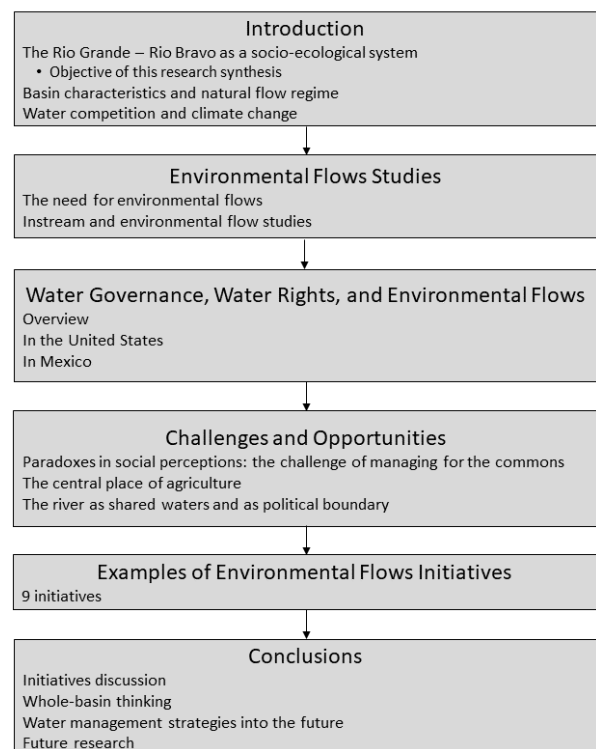 Introduction
The Rio Grande – Rio Bravo as a socio-ecological system
• Objective of this research synthesis
Basin characteristics and natural flow regime
Water competition and climate change
Environmental Flows Studies
The need for environmental flows
Instream and environmental flow studies
Water Governance, Water Rights, and Environmental Flows
Overview
In the United States
In Mexico
Challenges and Opportunities
Paradoxes in social perceptions: the challenge of managing for the commons
The central place of agriculture
The river as shared waters and as political boundary
Examples of Environmental Flows Initiatives
9 initiatives
Conclusions
Initiatives discussion
Whole-basin thinking
Water management strategies into the future
Future research